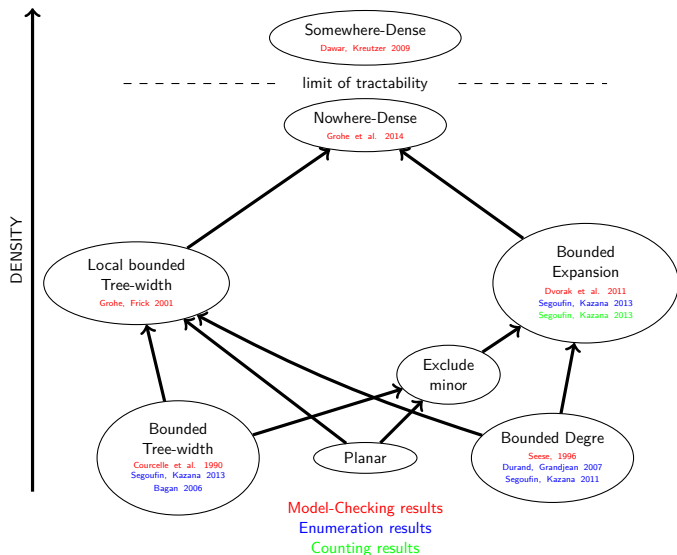 Somewhere-Dense
Dawar, Kreutzer 2009
limit of tractability
Nowhere-Dense
Grohe et al. 2014
DENSITY
Local bounded
Tree-width
Grohe, Frick 2001
Bounded
Expansion
Dvorak et al. 2011
Segoufin, Kazana 2013
Segoufin, Kazana 2013
Exclude
minor
Bounded
Tree-width
Courcelle et al. 1990
Segoufin, Kazana 2013
Bagan 2006
Planar
Bounded Degre
Seese, 1996
Durand, Grandjean 2007
Segoufin, Kazana 2011
Model-Checking results
Enumeration results
Counting results